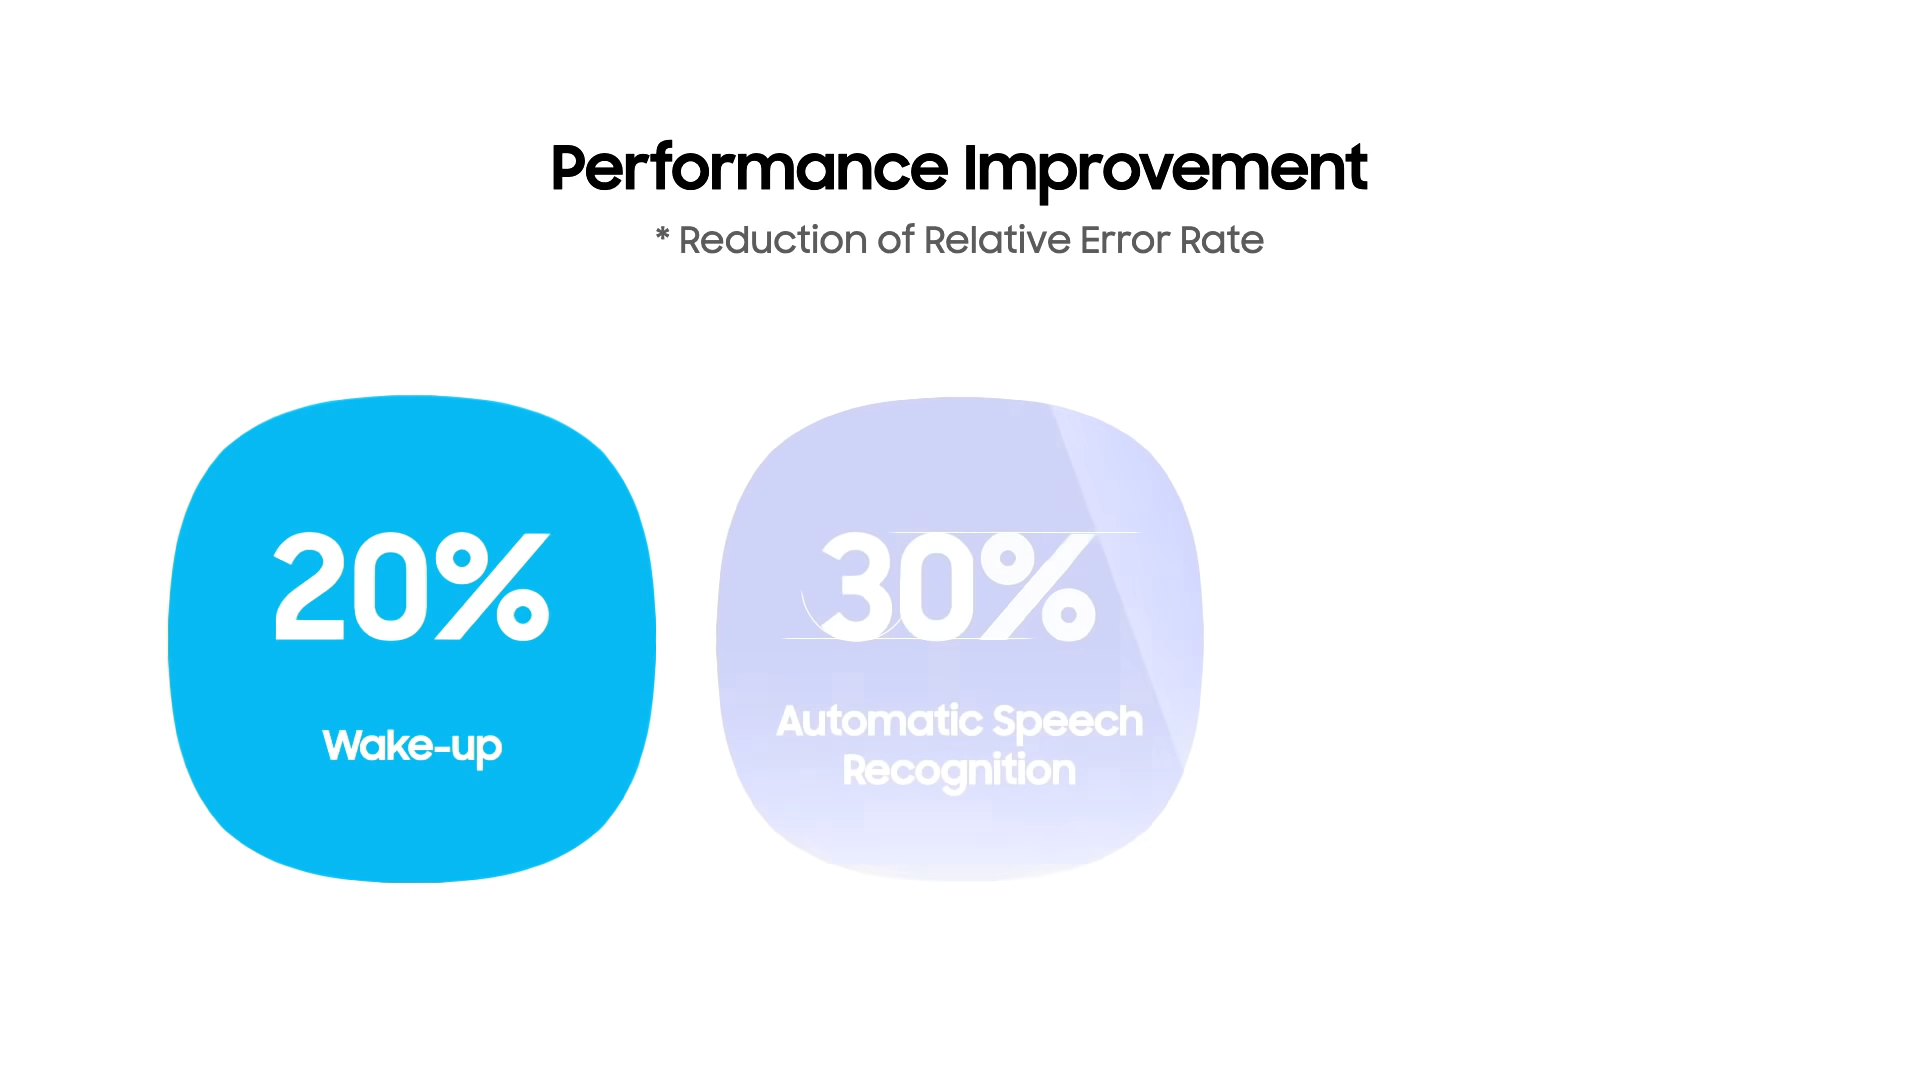 Performance Improvement
* Reduction of Relative Error Rate
20%
Wake-up
30%
Automatic Speech
Recognition